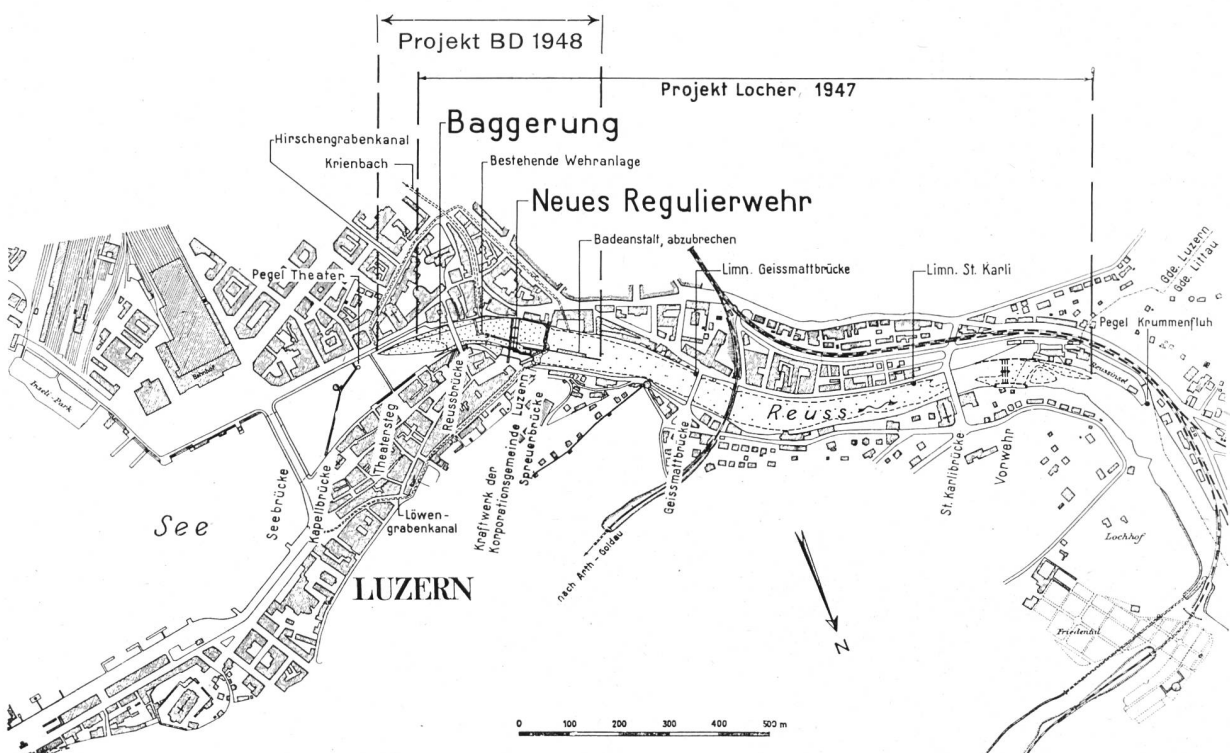 Projekt BD 1948
Projekt Locher, 1947
Baggerung
Hirschengrabenkanal
Krienbach
Bestehende Wehranlage
Neues Regulierwehr
Badeanstalt, abzubrechen
Pegel Theater
Limn. Geissmattbrücke
Limn. St. Karli
Gde. Luzern
Gde. Littau
Pegel Krummenfluh
Bahnhof
Inseli-Park
Reussinsel
Reuss
Seebrücke
Kapellbrücke
Theatersteg
Reussbrücke
Kraftwerk der
Korporationsgemeinde Luzern
Spreuerbrücke
Geissmattbrücke
St. Karlibrücke
Vorwehr
See
Löwen-
grabenkanal
Lochhof
nach Arth-Goldau
LUZERN
N
Friedental
0 100 200 300 400 500 m